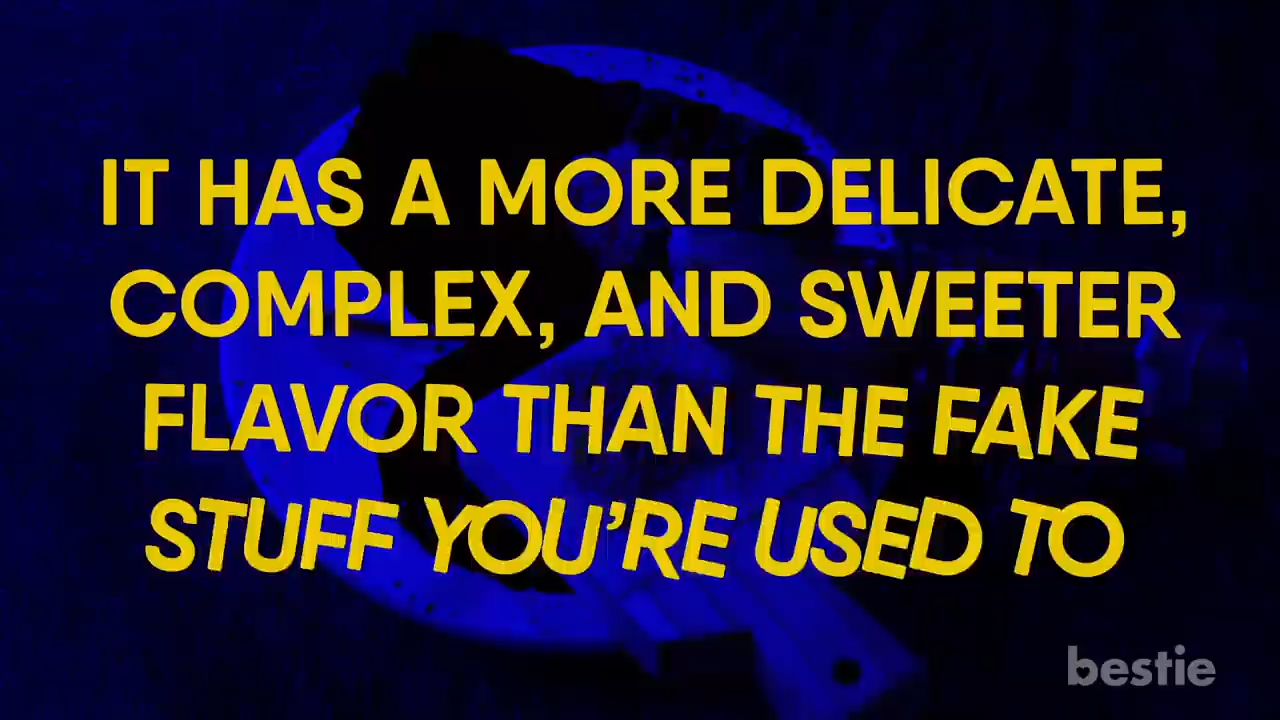 IT HAS A MORE DELICATE,
COMPLEX, AND SWEETER
FLAVOR THAN THE FAKE
STUFF YOU’RE USED TO
bestie